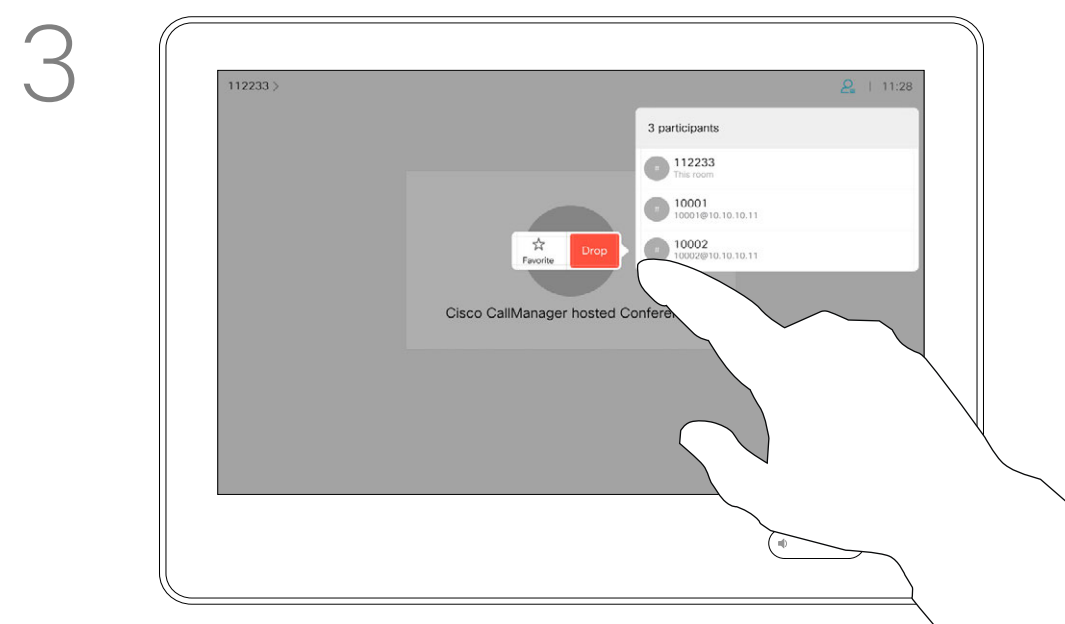 3
112233 >
| 11:28
3 participants
112233
This room
10001
10001@10.10.10.11
10002
10002@10.10.10.11
Favorite
Drop
Cisco CallManager hosted